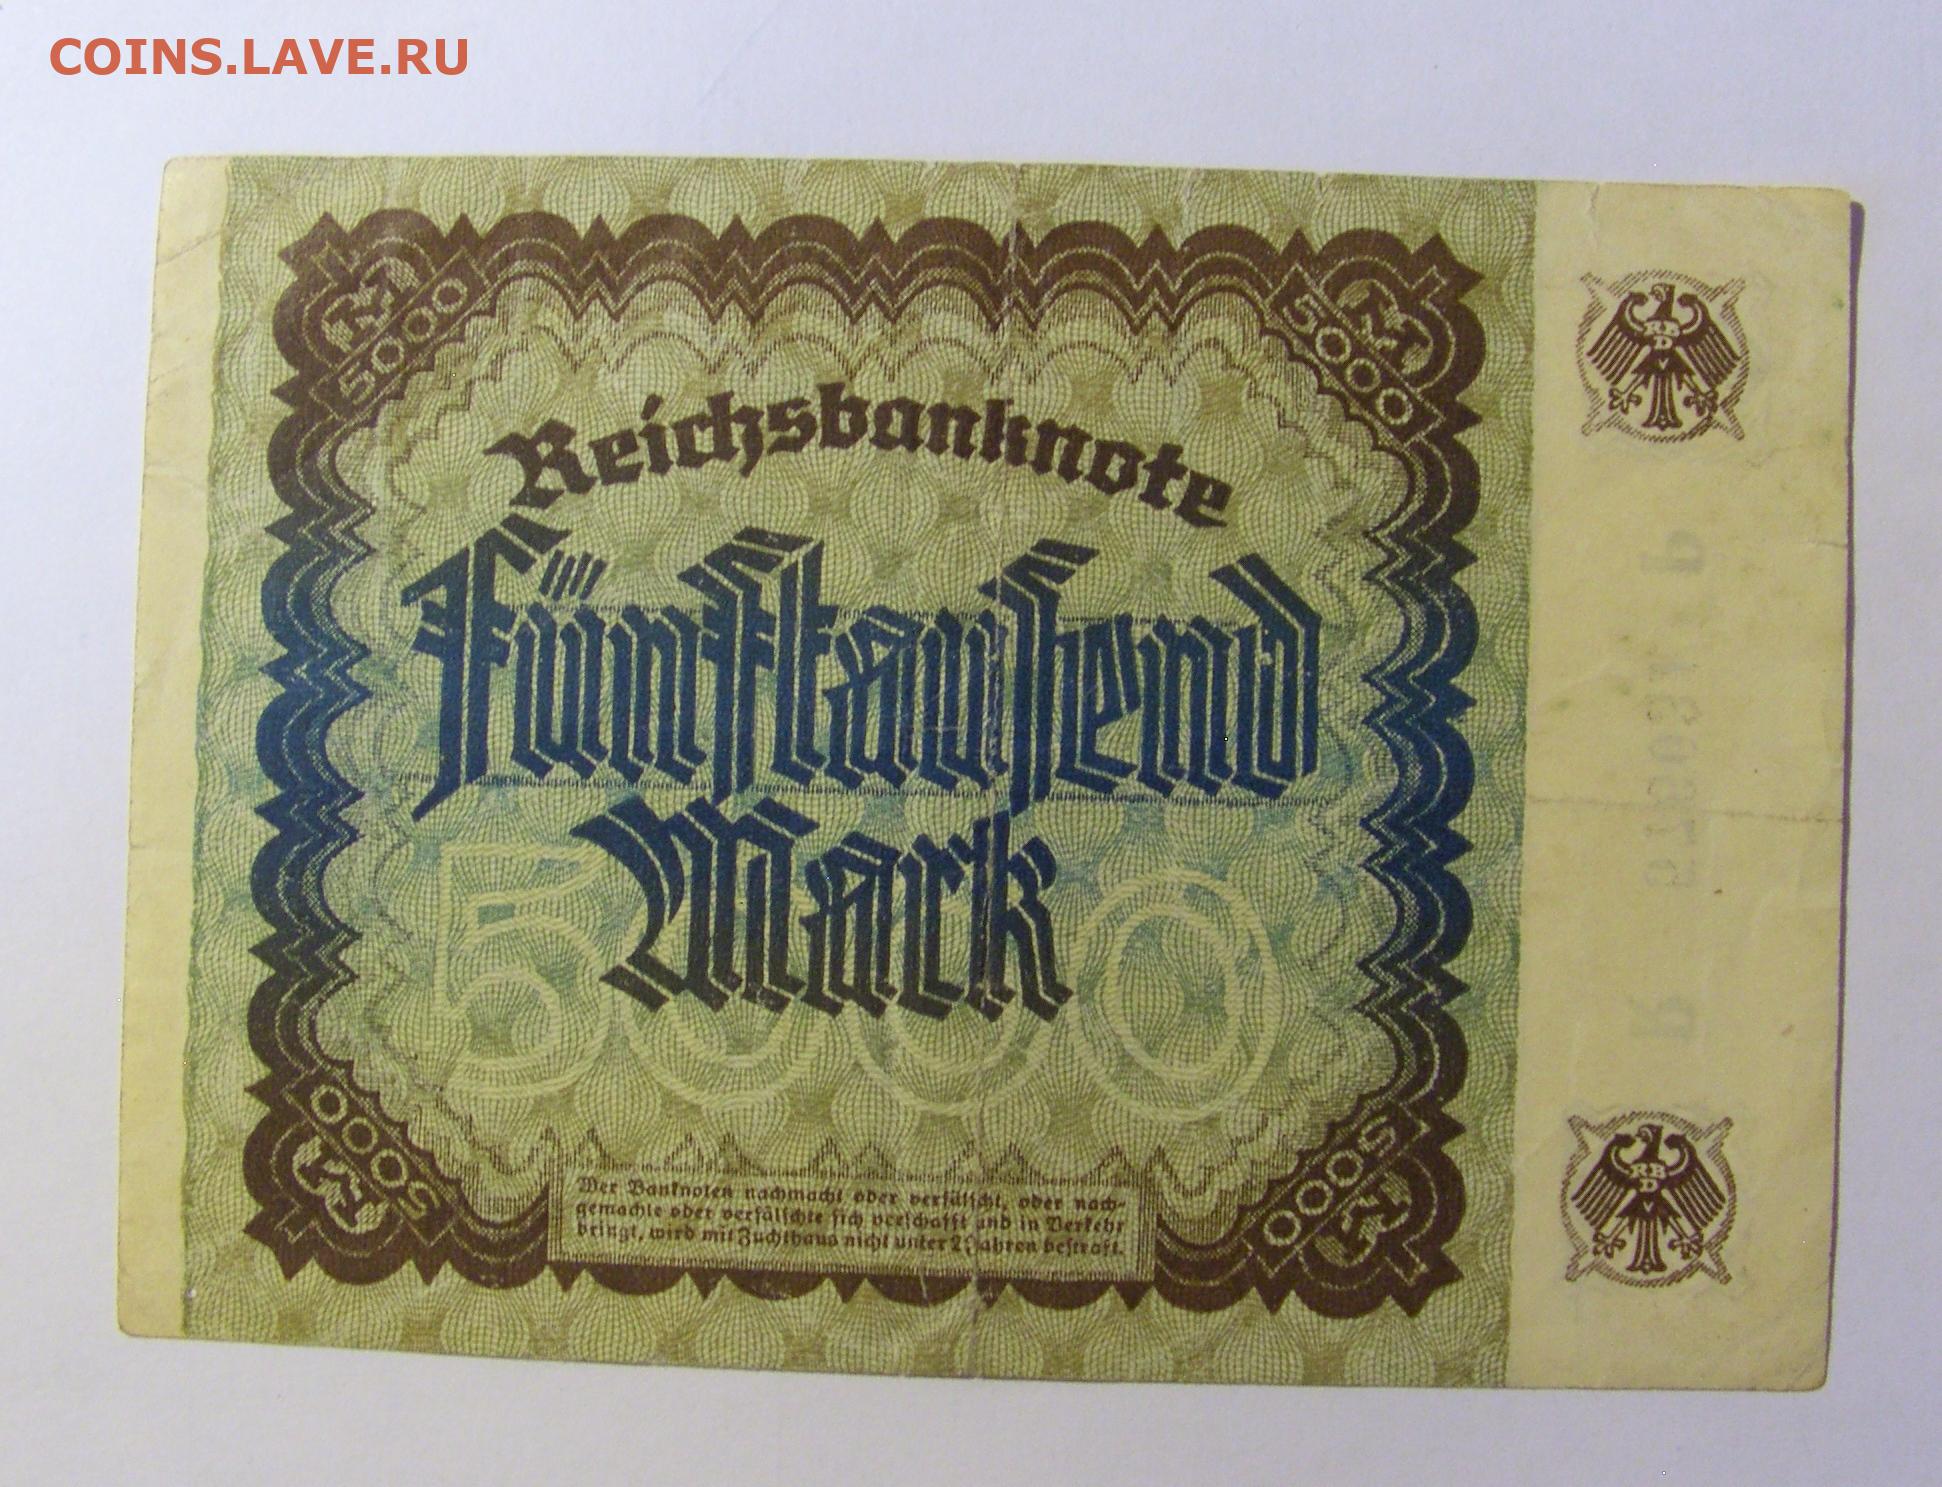 COINS.LAVE.RU
M 5000
5000 M
Reichsbanknote
Fünftausend
Mark
5000
5000 M
5000 M
Wer Banknoten nachmacht oder verfälscht, oder nach-
gemachte oder verfälschte sich verschafft und in Verkehr
bringt, wird mit Zuchthaus nicht unter 2 Jahren bestraft.
RBD
RBD